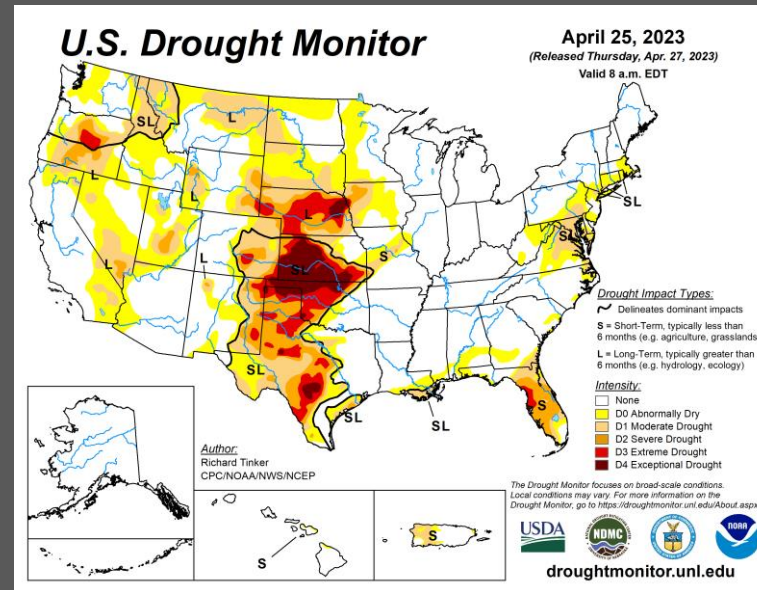 U.S. Drought Monitor
April 25, 2023
(Released Thursday, Apr. 27, 2023)
Valid 8 a.m. EDT
SL
L
L
L
L
L
L
SL
S
SL
SL
SL
SL
SL
S
Drought Impact Types:
Delineates dominant impacts
S = Short-Term, typically less than
6 months (e.g. agriculture, grasslands
L = Long-Term, typically greater than
6 months (e.g. hydrology, ecology)
Intensity:
None
D0 Abnormally Dry
D1 Moderate Drought
D2 Severe Drought
D3 Extreme Drought
D4 Exceptional Drought
Author:
Richard Tinker
CPC/NOAA/NWS/NCEP
S
S
The Drought Monitor focuses on broad-scale conditions.
Local conditions may vary. For more information on the
Drought Monitor, go to https://droughtmonitor.unl.edu/About.aspx
USDA
NDMC
NOAA
droughtmonitor.unl.edu